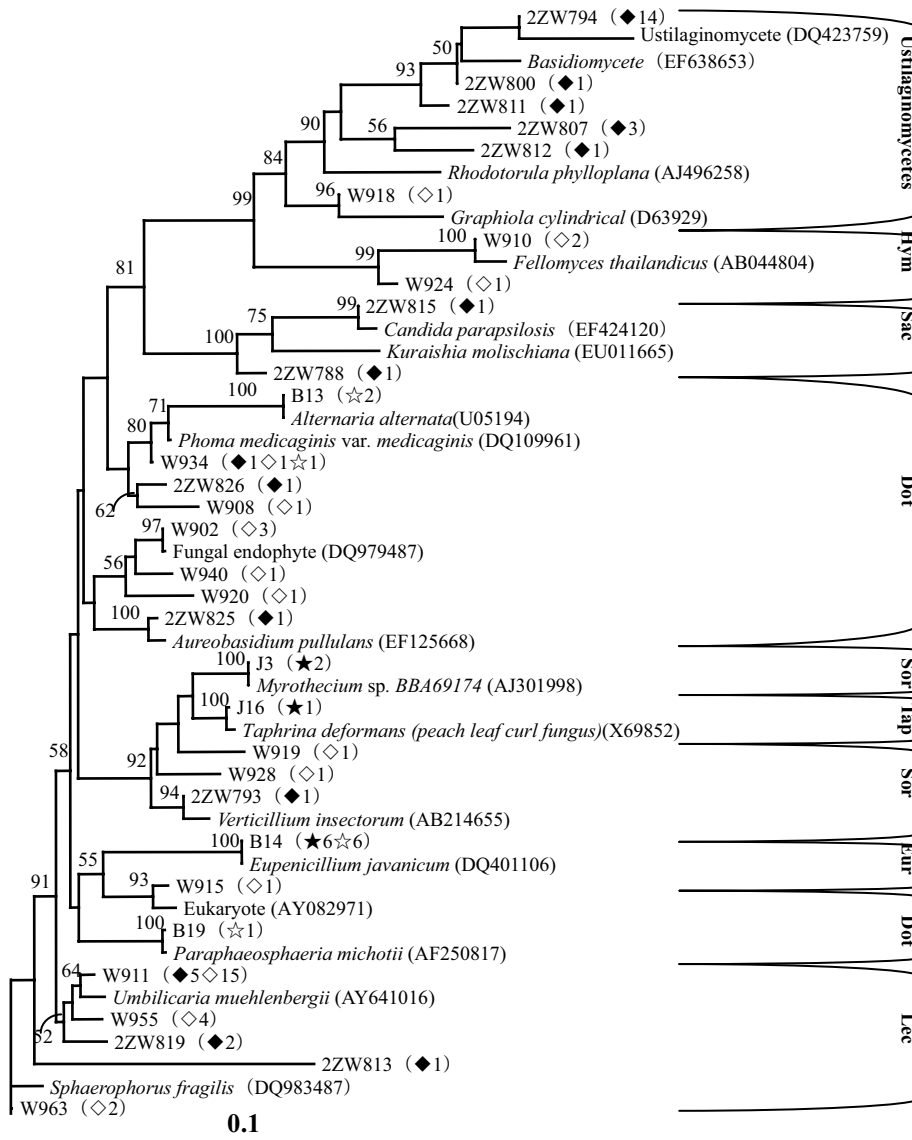 2ZW794 （◆14）
Ustilaginomycete (DQ423759)
50
Basidiomycete （EF638653）
93
2ZW800 （◆1）
2ZW811 （◆1）
90
56
2ZW807 （◆3）
2ZW812 （◆1）
84
Rhodotorula phylloplana (AJ496258)
96
W918 （◇1）
99
Graphiola cylindrical (D63929)
Ustilaginomycetes
100
W910 （◇2）
99
Fellomyces thailandicus (AB044804)
W924 （◇1）
Hym
81
99
2ZW815 （◆1）
75
Candida parapsilosis （EF424120）
100
Kuraishia molischiana (EU011665)
2ZW788 （◆1）
Sac
100
B13 （☆2）
71
Alternaria alternata(U05194)
80
Phoma medicaginis var. medicaginis (DQ109961)
W934 （◆1◇1☆1）
2ZW826 （◆1）
62
W908 （◇1）
97
W902 （◇3）
Fungal endophyte (DQ979487)
56
W940 （◇1）
W920 （◇1）
100
2ZW825 （◆1）
Aureobasidium pullulans (EF125668)
Dot
100
J3 （★2）
Myrothecium sp. BBA69174 (AJ301998)
Sor
100
J16 （★1）
Taphrina deformans (peach leaf curl fungus)(X69852)
Tap
58
92
W919 （◇1）
W928 （◇1）
94
2ZW793 （◆1）
Verticillium insectorum (AB214655)
Sor
100
B14 （★6☆6）
55
Eupenicillium javanicum (DQ401106)
Eur
91
93
W915 （◇1）
Eukaryote (AY082971)
100
B19 （☆1）
Paraphaeosphaeria michotii (AF250817)
Dot
64
W911 （◆5◇15）
Umbilicaria muehlenbergii (AY641016)
W955 （◇4）
52
2ZW819 （◆2）
2ZW813 （◆1）
Sphaerophorus fragilis （DQ983487）
W963 （◇2）
Lec
0.1